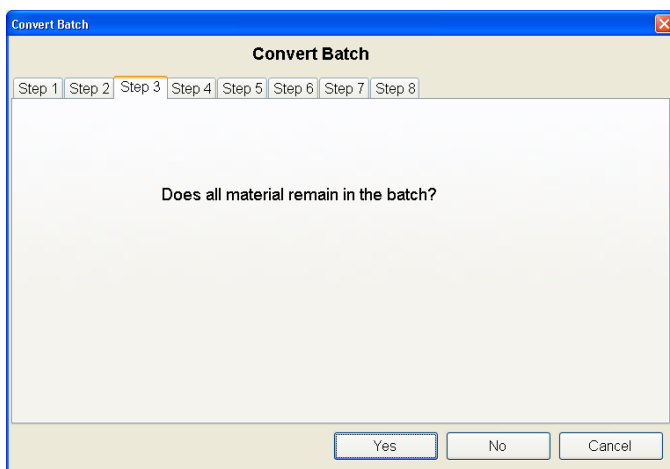 Convert Batch
Convert Batch
Step 1 Step 2 Step 3 Step 4 Step 5 Step 6 Step 7 Step 8
Does all material remain in the batch?
Yes No Cancel